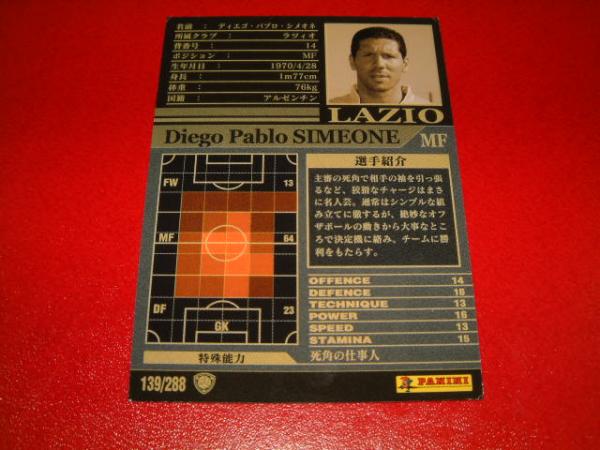 名前 : ディエゴ・パブロ・シメオネ
所属クラブ : ラツィオ
背番号 : 14
ポジション : MF
生年月日 : 1970/4/28
身長 : 1m77cm
体重 : 76kg
国籍 : アルゼンチン
LAZIO
Diego Pablo SIMEONE
MF
FW 13
MF 64
DF 23
GK
選手紹介
主審の死角で相手の袖を引っ張
るなど、狡猾なチャージはまさ
に名人芸。通常はシンプルな組
み立てに徹するが、絶妙なオフ
ザボールの動きから大事なとこ
ろで決定機に絡み、チームに勝
利をもたらす。
OFFENCE 14
DEFENCE
TECHNIQUE 13
POWER 16
SPEED 13
STAMINA
特殊能力
死角の仕事人
139/288
PANINI